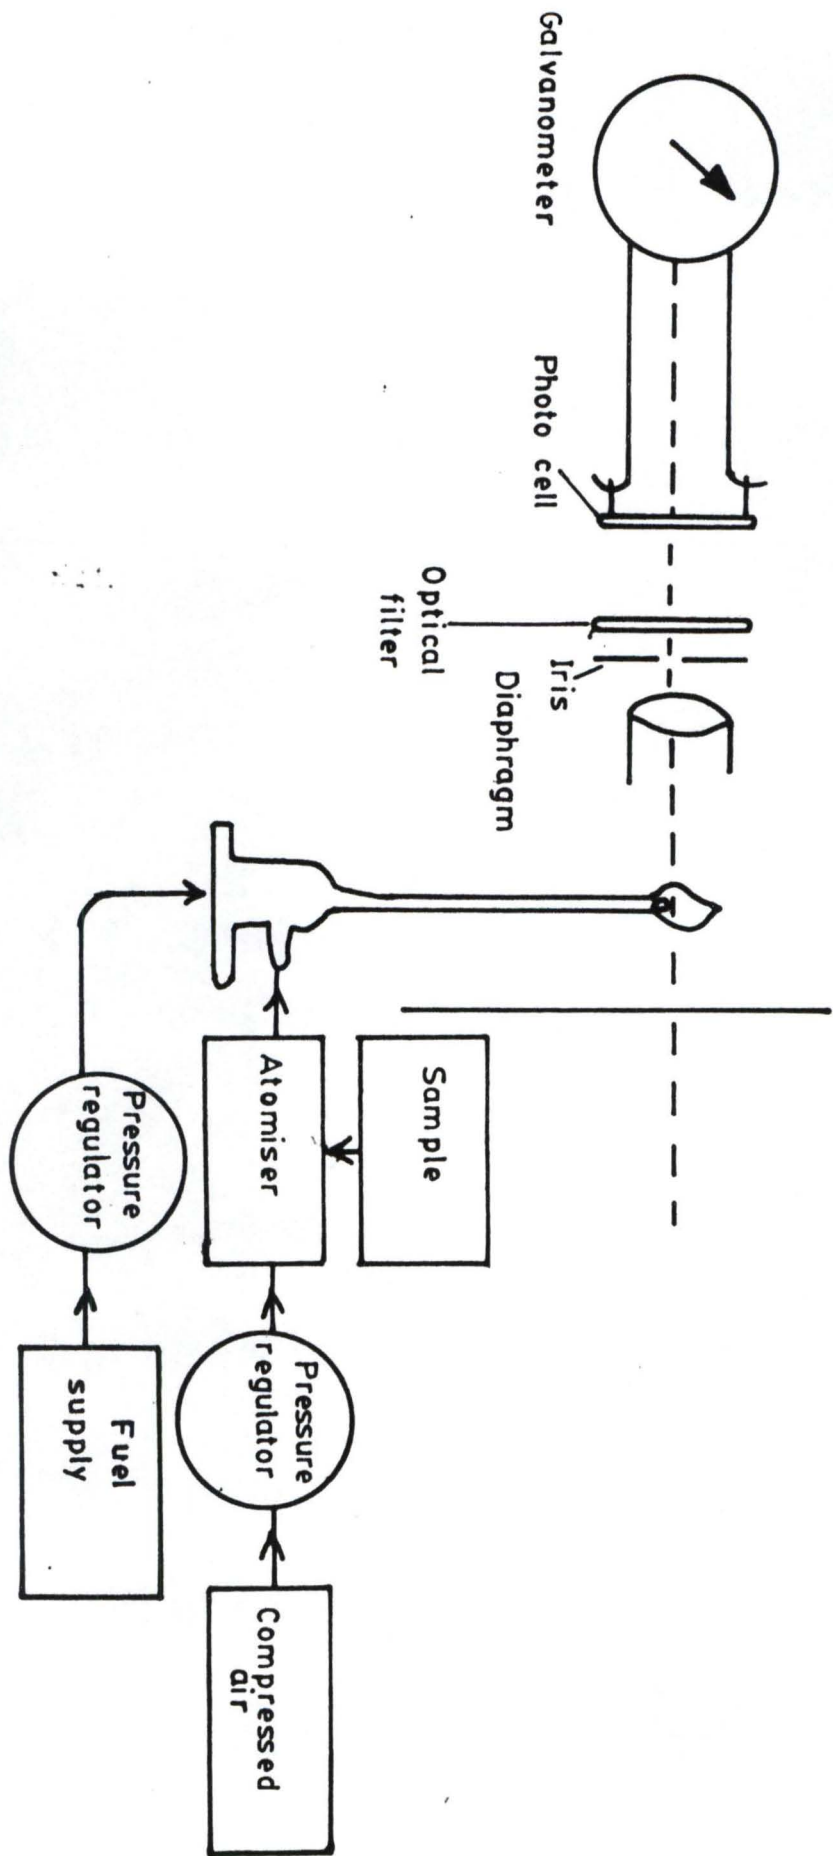 Galvanometer
Photo cell
Optical
filter
Iris
Diaphragm
Sample
Atomiser
Pressure
regulator
Compressed
air
Pressure
regulator
Fuel
supply